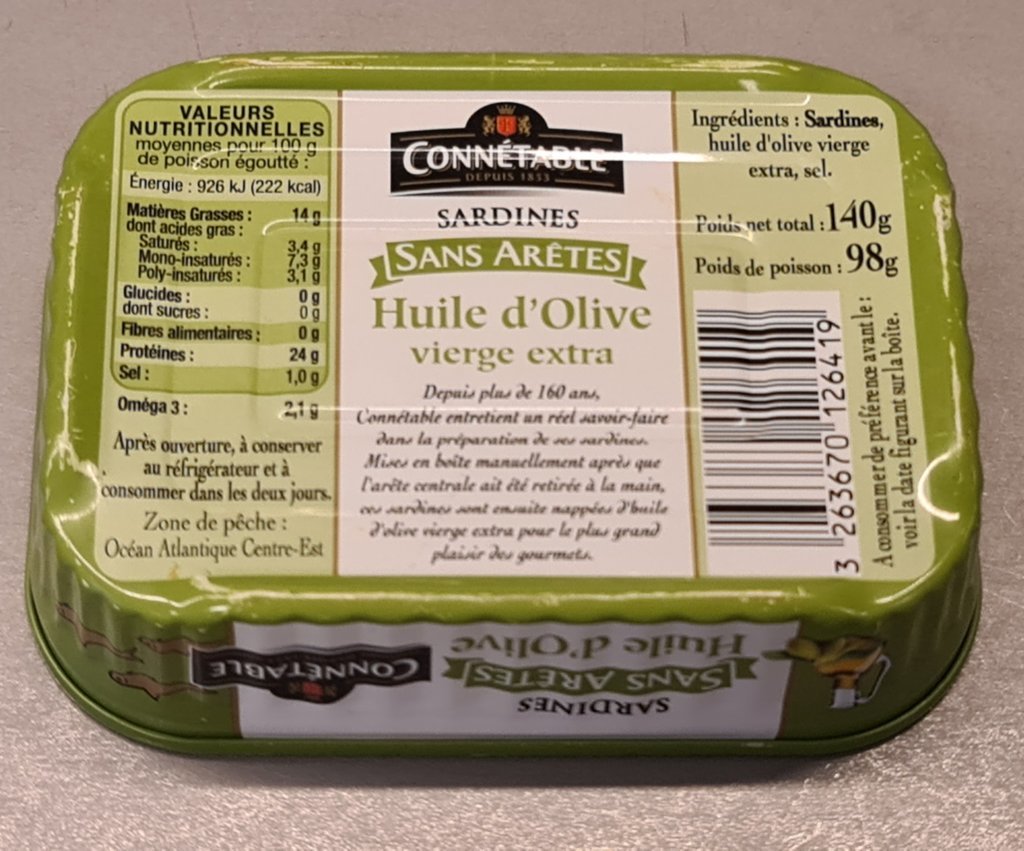 VALEURS
NUTRITIONNELLES
moyennes pour 100 g
de poisson égoutté :
Énergie : 926 kJ (222 kcal)
Matières Grasses : 14 g
dont acides gras :
Saturés : 3,4 g
Mono-insaturés : 7,3 g
Poly-insaturés : 3,1 g
Glucides : 0 g
dont sucres : 0 g
Fibres alimentaires : 0 g
Protéines : 24 g
Sel : 1,0 g
Oméga 3 : 2,1 g
Après ouverture, à conserver
au réfrigérateur et à
consommer dans les deux jours.
Zone de pêche :
Océan Atlantique Centre-Est
CONNÉTABLE
DEPUIS 1853
SARDINES
SANS ARÊTES
Huile d'Olive
vierge extra
Depuis plus de 160 ans,
Connétable entretient un réel savoir-faire
dans la préparation de ses sardines.
Mises en boîte manuellement après que
l'arête centrale ait été retirée à la main,
ces sardines sont ensuite nappées d'huile
d'olive vierge extra pour le plus grand
plaisir des gourmets.
Ingrédients : Sardines,
huile d'olive vierge
extra, sel.
Poids net total : 140g
Poids de poisson : 98g
3 263670 126419
A consommer de préférence avant le :
voir la date figurant sur la boîte.
SARDINES
SANS ARÊTES
Huile d'Olive
CONNÉTABLE